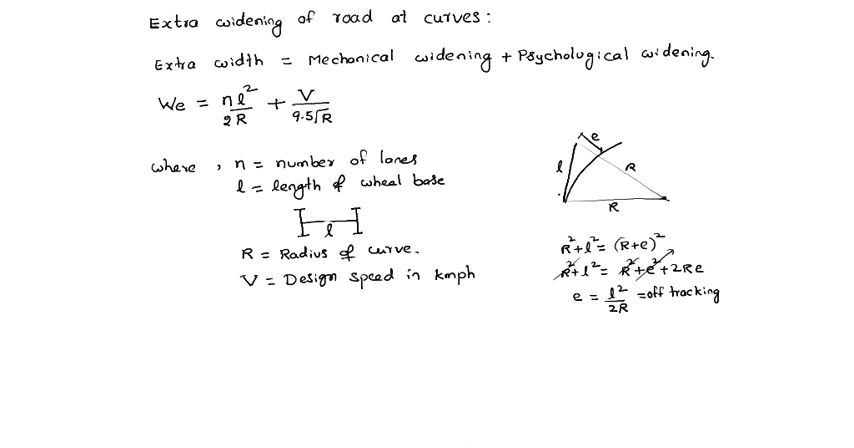 Extra widening of road at curves:
Extra width = Mechanical widening + Psychological widening.
We = nl²/2R + V/9.5√R
where, n = number of lanes
l = length of wheel base
l
R = Radius of curve.
V = Design speed in kmph
e
l
R
R
R²+l² = (R+e)²
R²+l² = R²+e²+2Re
e = l²/2R = off tracking